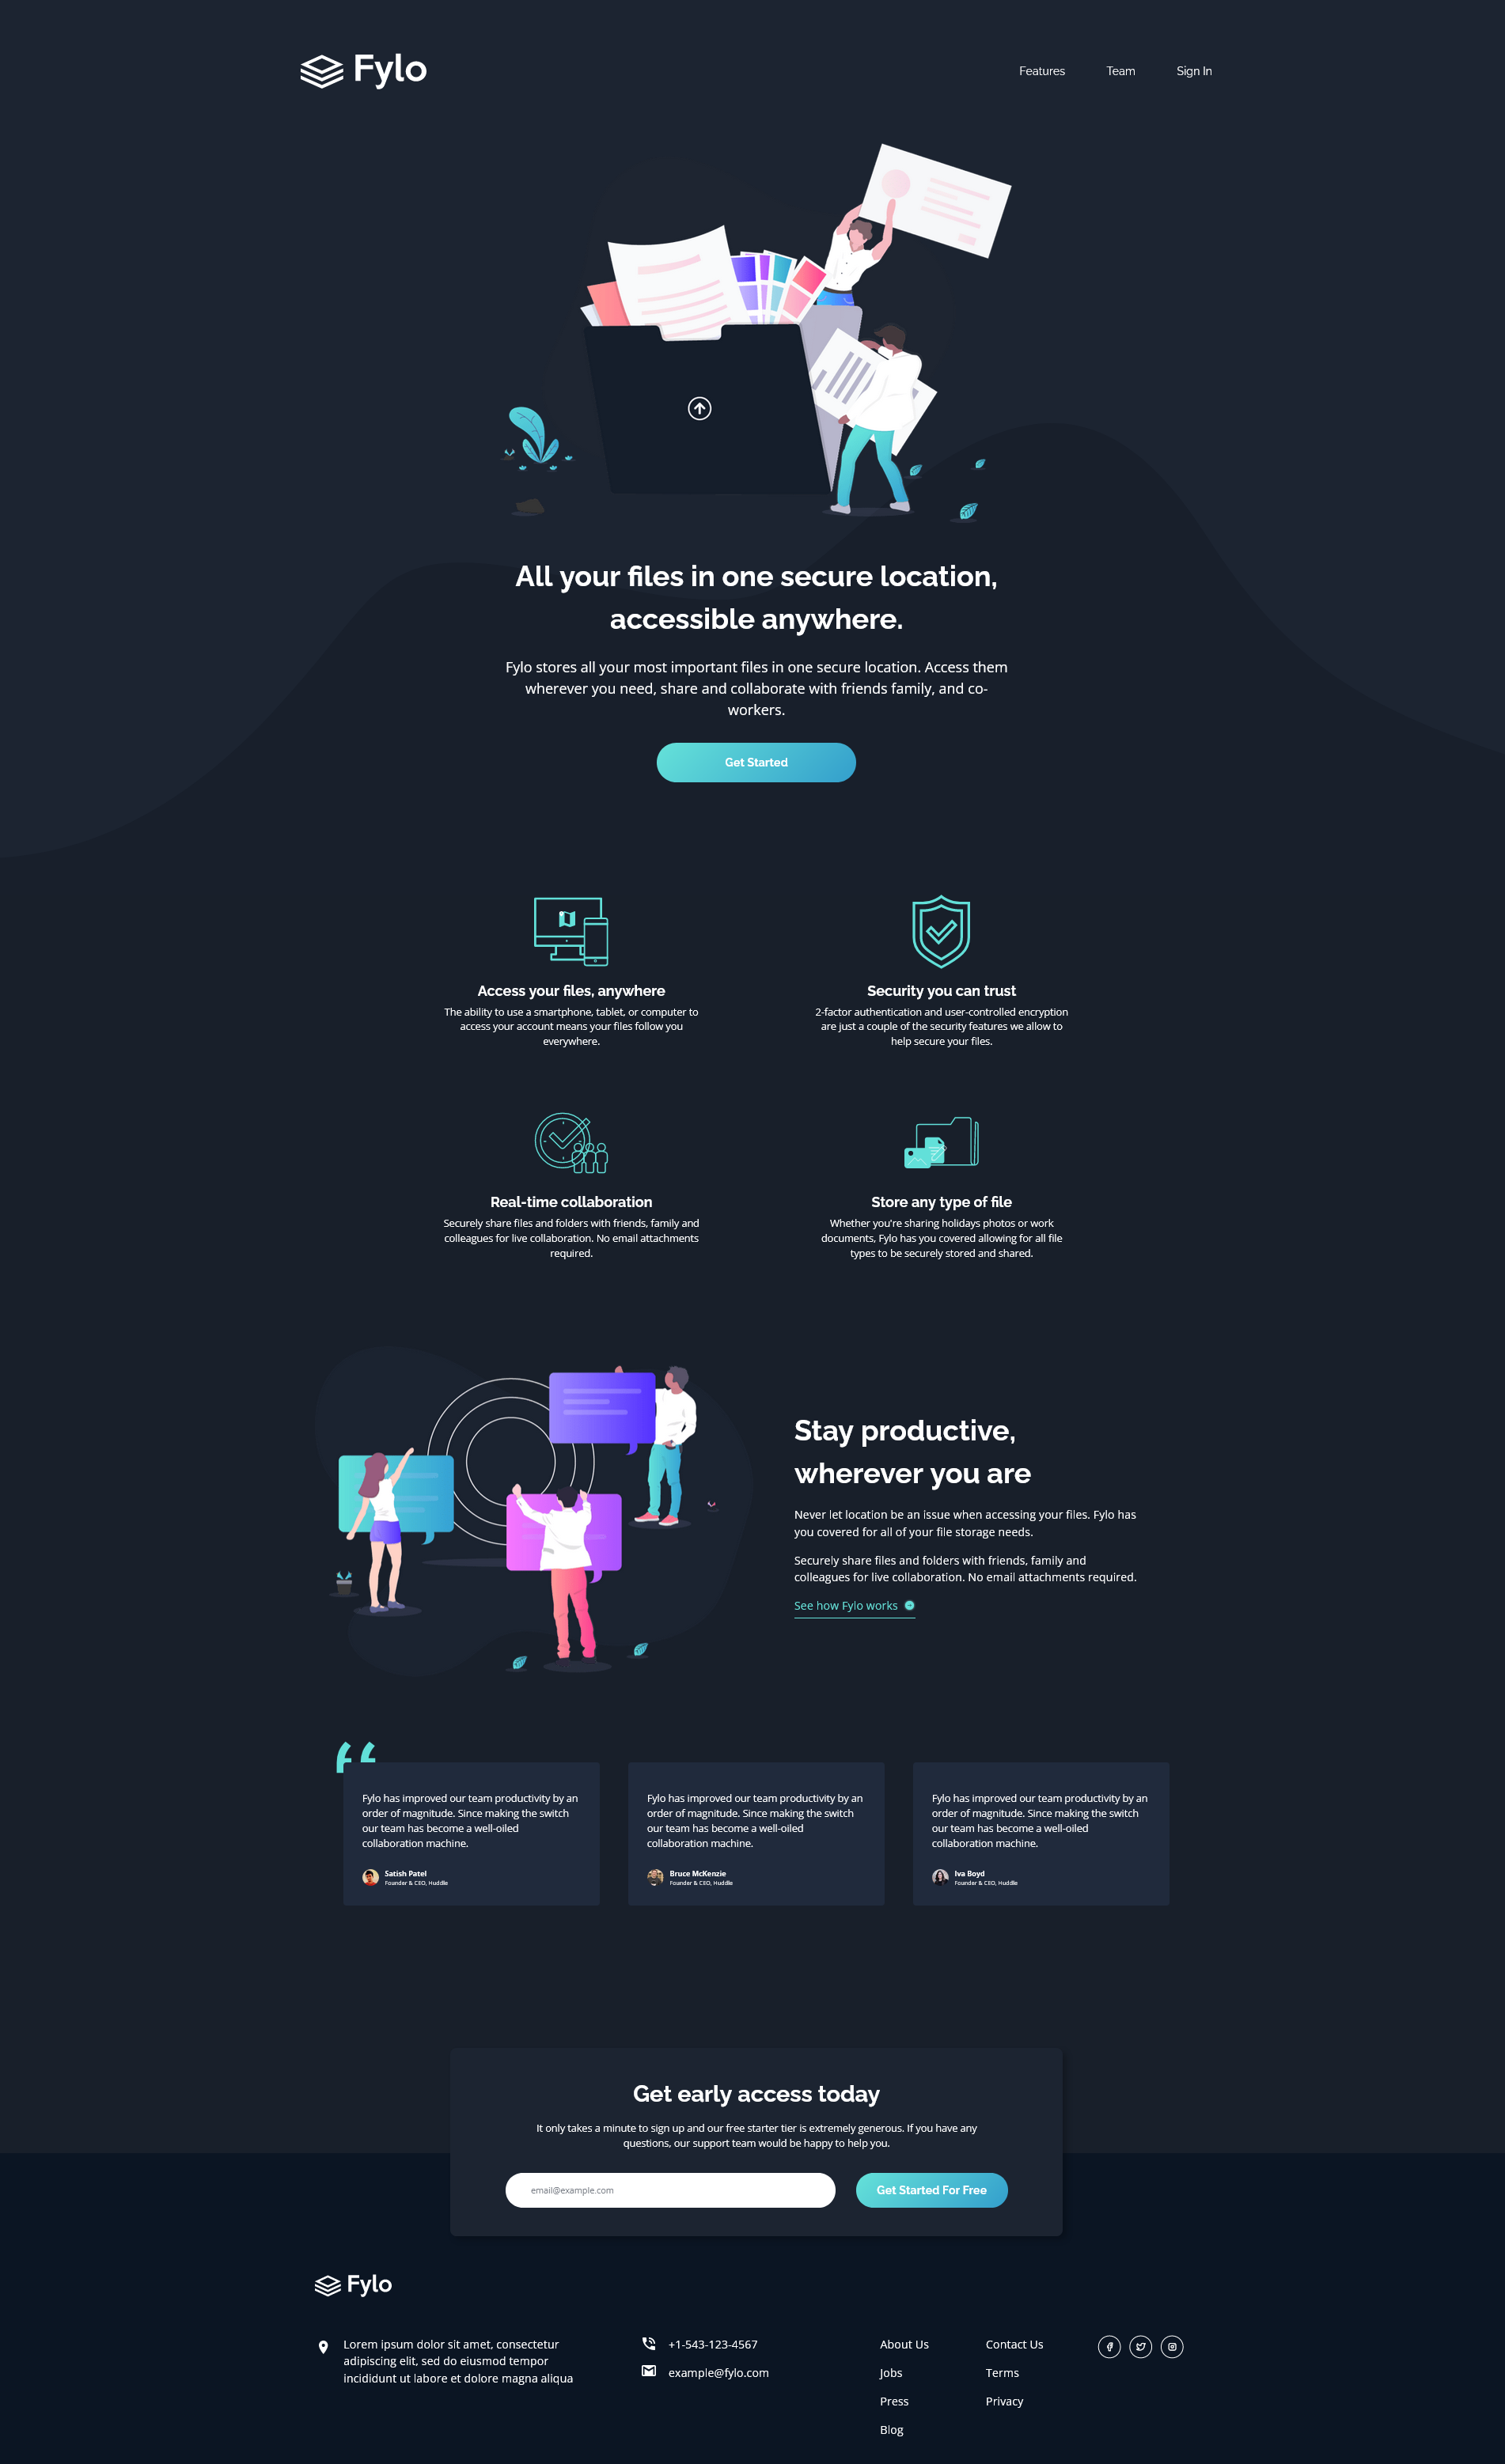 Fylo
Features Team Sign In
All your files in one secure location,
accessible anywhere.
Fylo stores all your most important files in one secure location. Access them
wherever you need, share and collaborate with friends family, and co-
workers.
Get Started
Access your files, anywhere
The ability to use a smartphone, tablet, or computer to
access your account means your files follow you
everywhere.
Security you can trust
2-factor authentication and user-controlled encryption
are just a couple of the security features we allow to
help secure your files.
Real-time collaboration
Securely share files and folders with friends, family and
colleagues for live collaboration. No email attachments
required.
Store any type of file
Whether you're sharing holidays photos or work
documents, Fylo has you covered allowing for all file
types to be securely stored and shared.
Stay productive,
wherever you are
Never let location be an issue when accessing your files. Fylo has
you covered for all of your file storage needs.
Securely share files and folders with friends, family and
colleagues for live collaboration. No email attachments required.
See how Fylo works
Fylo has improved our team productivity by an
order of magnitude. Since making the switch
our team has become a well-oiled
collaboration machine.
Satish Patel
Founder & CEO, Huddle
Fylo has improved our team productivity by an
order of magnitude. Since making the switch
our team has become a well-oiled
collaboration machine.
Bruce McKenzie
Founder & CEO, Huddle
Fylo has improved our team productivity by an
order of magnitude. Since making the switch
our team has become a well-oiled
collaboration machine.
Iva Boyd
Founder & CEO, Huddle
Get early access today
It only takes a minute to sign up and our free starter tier is extremely generous. If you have any
questions, our support team would be happy to help you.
email@example.com
Get Started For Free
Fylo
Lorem ipsum dolor sit amet, consectetur
adipiscing elit, sed do eiusmod tempor
incididunt ut labore et dolore magna aliqua
+1-543-123-4567
example@fylo.com
About Us
Jobs
Press
Blog
Contact Us
Terms
Privacy